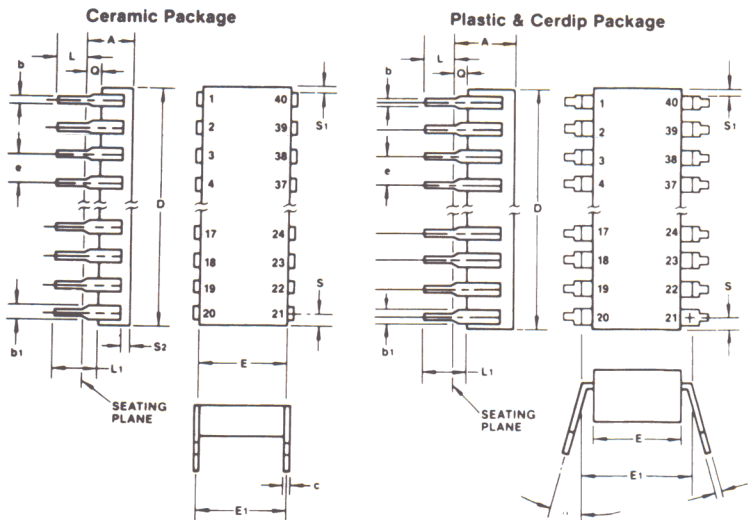 Ceramic Package
A
L
Q
b
e
D
b1
S2
L1
SEATING
PLANE
1 40
2 39
3 38
4 37
17 24
18 23
19 22
20 21
S1
S
E
E1
c
Plastic & Cerdip Package
A
L
Q
b
e
D
b1
L1
SEATING
PLANE
1 40
2 39
3 38
4 37
17 24
18 23
19 22
20 21
S1
S
E
E1